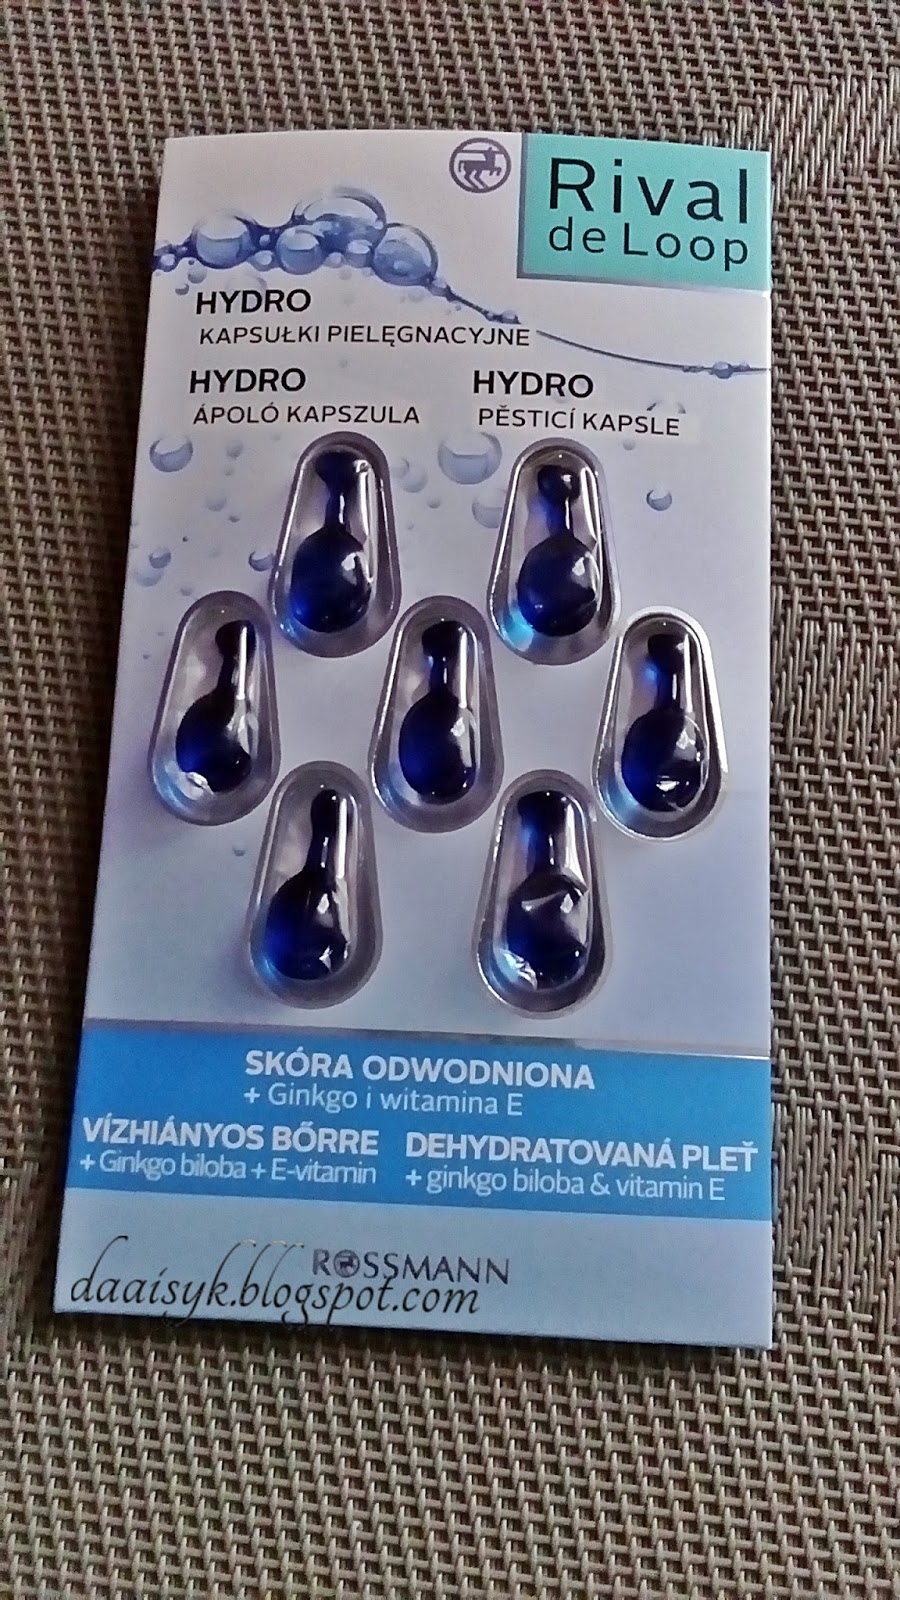 Rival
de Loop
HYDRO
KAPSUŁKI PIELĘGNACYJNE
HYDRO
ÁPOLÓ KAPSZULA
HYDRO
PĚSTICÍ KAPSLE
SKÓRA ODWODNIONA
+ Ginkgo i witamina E
VÍZHIÁNYOS BŐRRE
+ Ginkgo biloba + E-vitamin
DEHYDRATOVANÁ PLEŤ
+ ginkgo biloba & vitamin E
ROSSMANN
daaisyk.blogspot.com